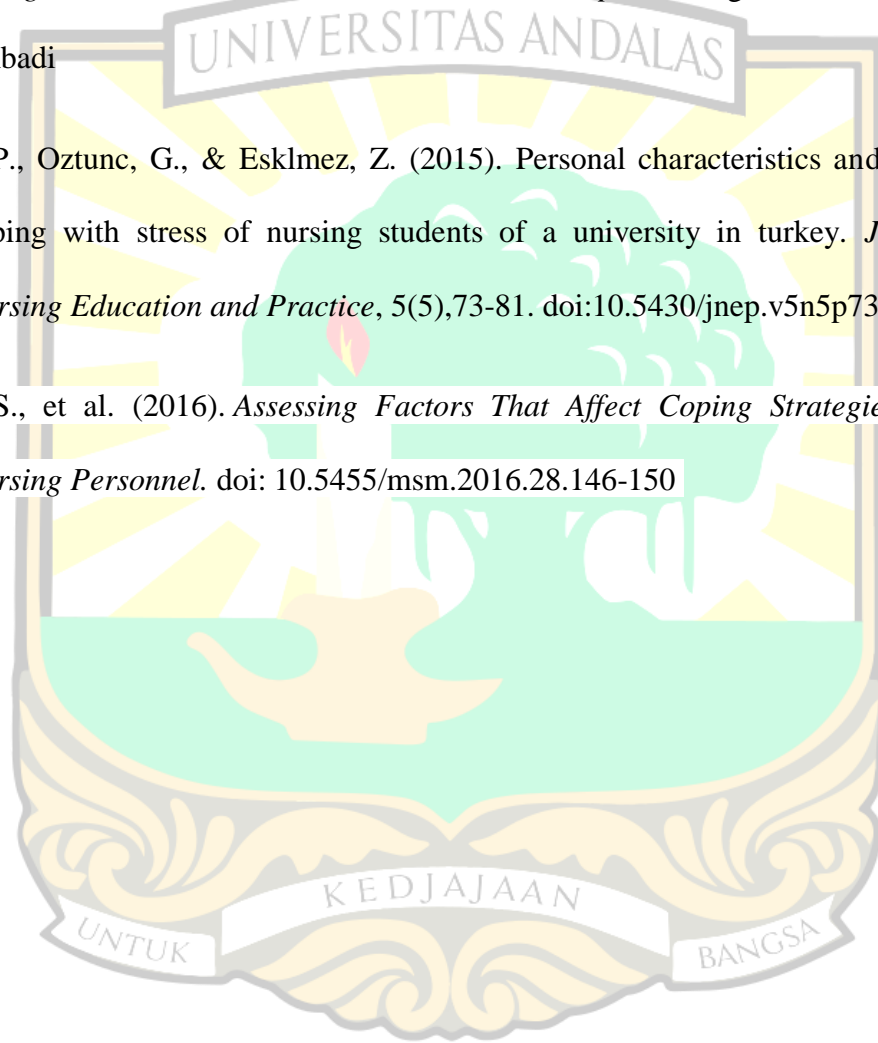 UNIVERSITAS ANDALAS
badi
P., Oztunc, G., & Esklmez, Z. (2015). Personal characteristics and
ping with stress of nursing students of a university in turkey. J
rsing Education and Practice, 5(5),73-81. doi:10.5430/jnep.v5n5p73
S., et al. (2016). Assessing Factors That Affect Coping Strategie
rsing Personnel. doi: 10.5455/msm.2016.28.146-150
KEDJAJAAN
UNTUK
BANGSA